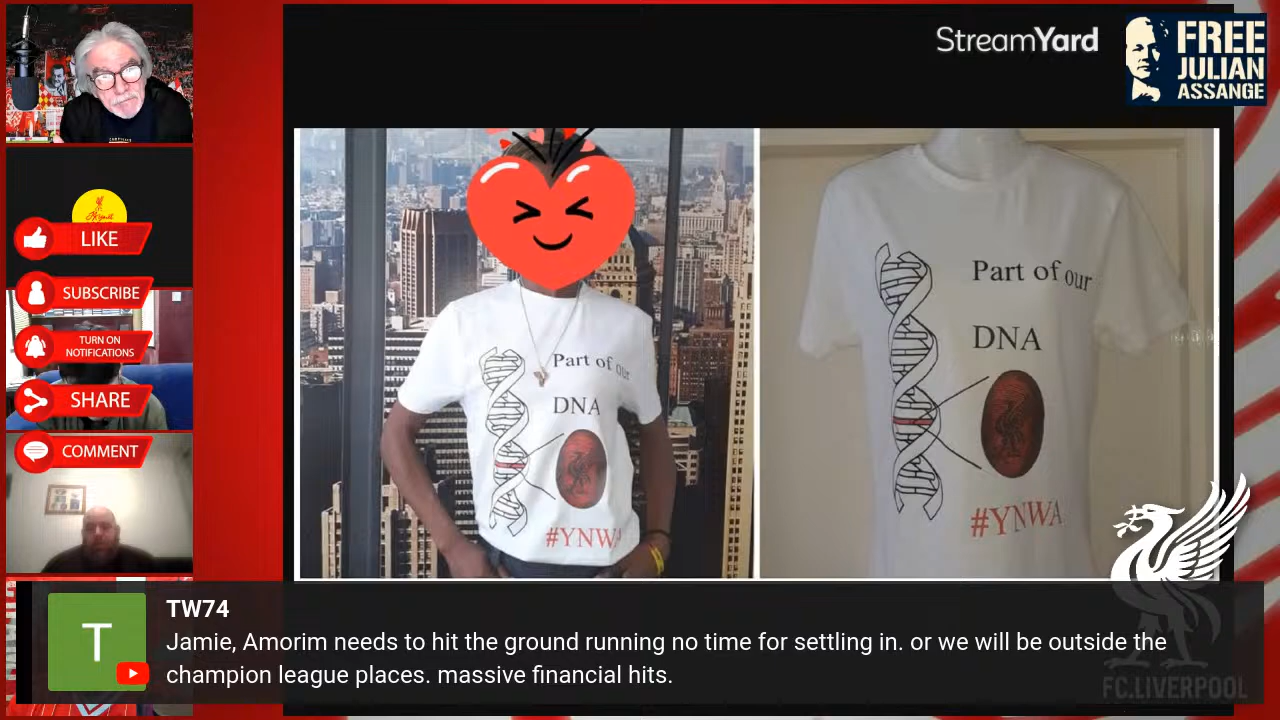 StreamYard
FREE
JULIAN
ASSANGE
LIKE
SUBSCRIBE
TURN ON
NOTIFICATIONS
SHARE
COMMENT
Part of our
DNA
#YNWA
Part of our
DNA
#YNWA
T
TW74
Jamie, Amorim needs to hit the ground running no time for settling in. or we will be outside the
champion league places. massive financial hits.
FC.LIVERPOOL